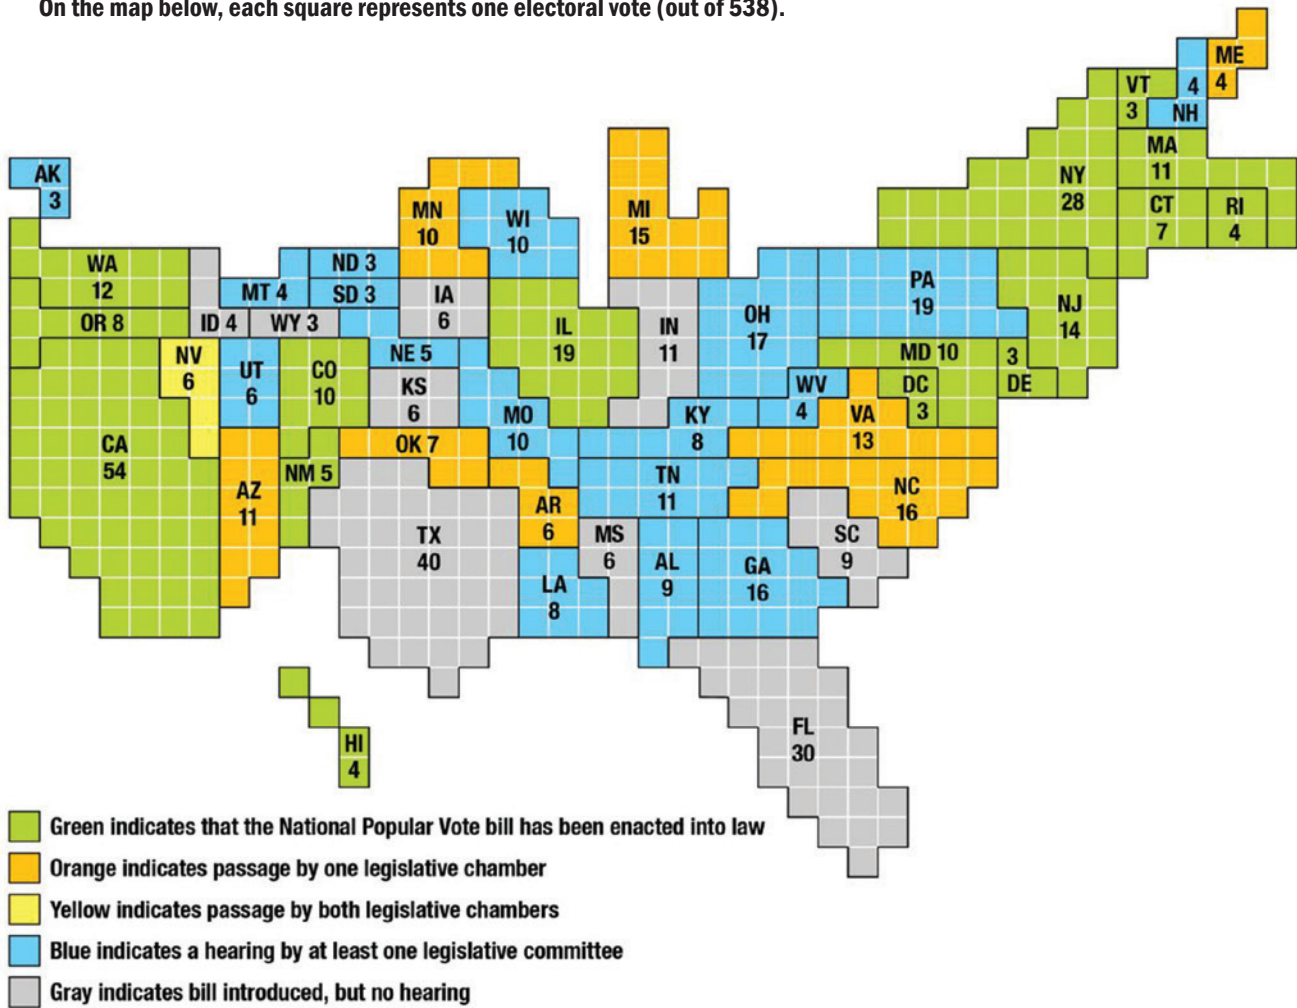 On the map below, each square represents one electoral vote (out of 538).
ME
4
VT
3
4
NH
MA
11
NY
28
CT
7
RI
4
AK
3
MN
10
WI
10
MI
15
WA
12
ND 3
MT 4
SD 3
IA
6
PA
19
OR 8
ID 4
WY 3
IL
19
IN
11
OH
17
NJ
14
NV
6
UT
6
CO
10
NE 5
KS
6
MD 10
3
DE
DC
3
WV
4
VA
13
CA
54
MO
10
KY
8
OK 7
NM 5
AZ
11
TN
11
NC
16
AR
6
TX
40
MS
6
AL
9
GA
16
SC
9
LA
8
HI
4
FL
30
Green indicates that the National Popular Vote bill has been enacted into law
Orange indicates passage by one legislative chamber
Yellow indicates passage by both legislative chambers
Blue indicates a hearing by at least one legislative committee
Gray indicates bill introduced, but no hearing